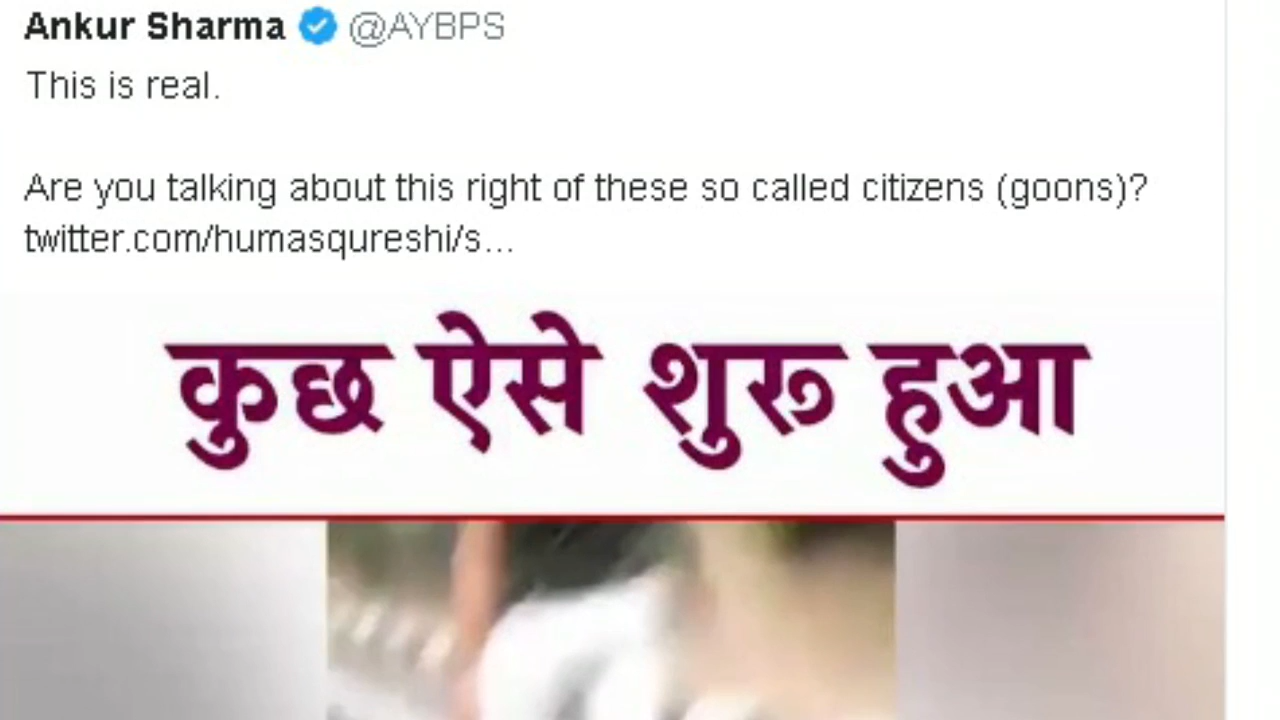 Ankur Sharma @AYBPS
This is real.
Are you talking about this right of these so called citizens (goons)?
twitter.com/humasqureshi/s...
कुछ ऐसे शुरू हुआ